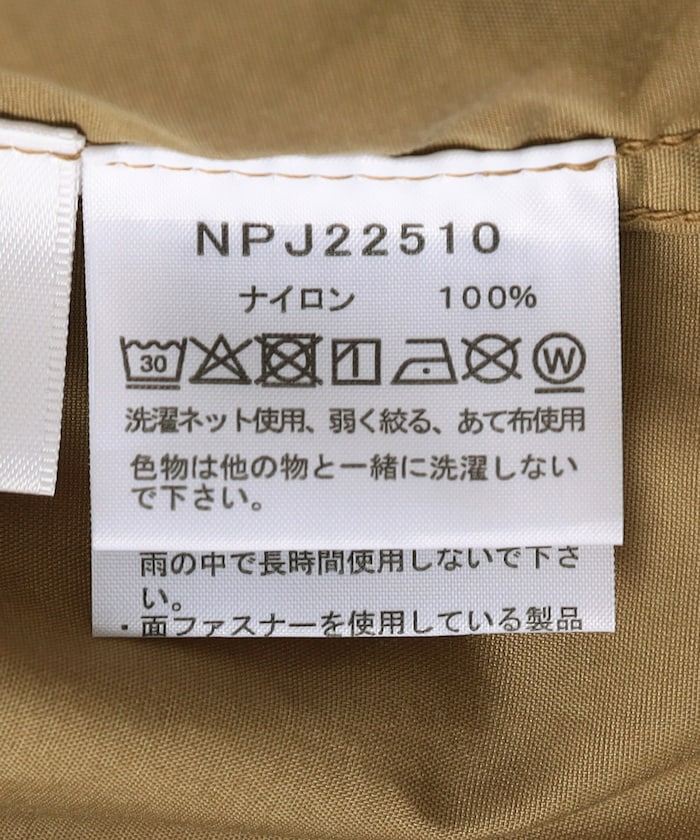 NPJ22510
ナイロン 100%
30 W
洗濯ネット使用、弱く絞る、あて布使用
色物は他の物と一緒に洗濯しない
で下さい。
雨の中で長時間使用しないで下さ
い。
・面ファスナーを使用している製品